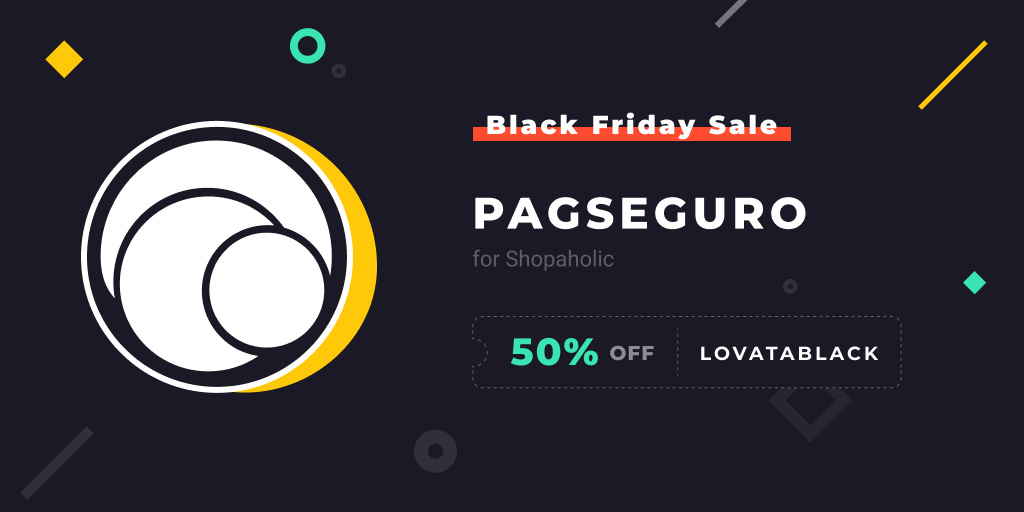 Black Friday Sale
PAGSEGURO
for Shopaholic
50% OFF LOVATABLACK